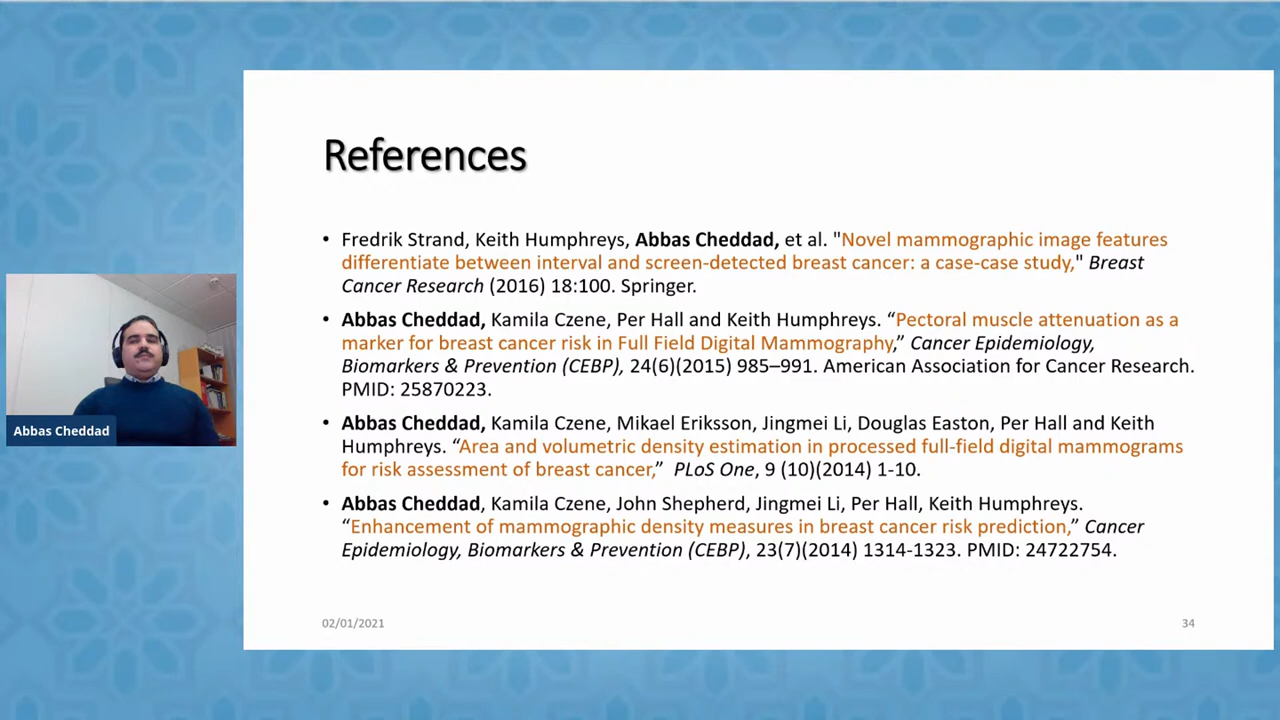 References
• Fredrik Strand, Keith Humphreys, Abbas Cheddad, et al. "Novel mammographic image features
differentiate between interval and screen-detected breast cancer: a case-case study," Breast
Cancer Research (2016) 18:100. Springer.
• Abbas Cheddad, Kamila Czene, Per Hall and Keith Humphreys. “Pectoral muscle attenuation as a
marker for breast cancer risk in Full Field Digital Mammography,” Cancer Epidemiology,
Biomarkers & Prevention (CEBP), 24(6)(2015) 985–991. American Association for Cancer Research.
PMID: 25870223.
• Abbas Cheddad, Kamila Czene, Mikael Eriksson, Jingmei Li, Douglas Easton, Per Hall and Keith
Humphreys. “Area and volumetric density estimation in processed full-field digital mammograms
for risk assessment of breast cancer,” PLoS One, 9 (10)(2014) 1-10.
• Abbas Cheddad, Kamila Czene, John Shepherd, Jingmei Li, Per Hall, Keith Humphreys.
“Enhancement of mammographic density measures in breast cancer risk prediction,” Cancer
Epidemiology, Biomarkers & Prevention (CEBP), 23(7)(2014) 1314-1323. PMID: 24722754.
02/01/2021
34
Abbas Cheddad